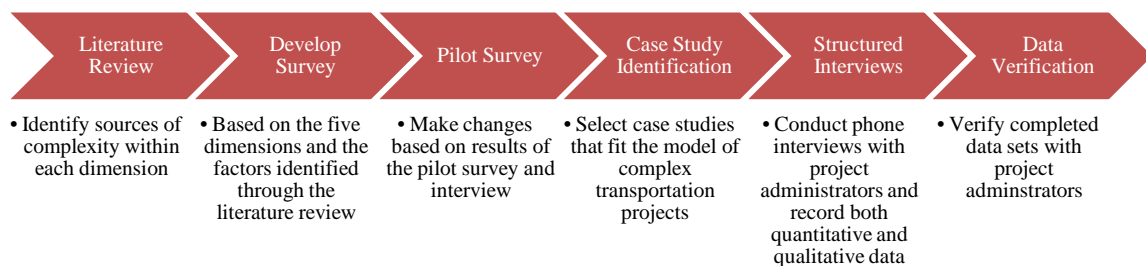 Literature
Review
Develop
Survey
Pilot Survey
Case Study
Identification
Structured
Interviews
Data
Verification
• Identify sources of
complexity within
each dimension
• Based on the five
dimensions and the
factors identified
through the
literature review
• Make changes
based on results of
the pilot survey and
interview
• Select case studies
that fit the model of
complex
transportation
projects
• Conduct phone
interviews with
project
administrators and
record both
quantitative and
qualitative data
• Verify completed
data sets with
project
adminstrators